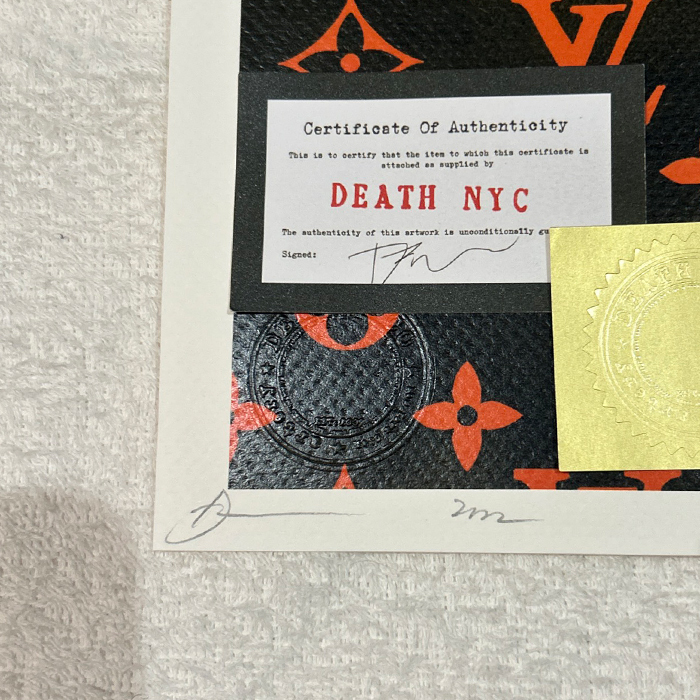 Certificate Of Authenticity
This is to certify that the item to which this certificate is
attached as supplied by
DEATH NYC
The authenticity of this artwork is unconditionally gu
Signed: